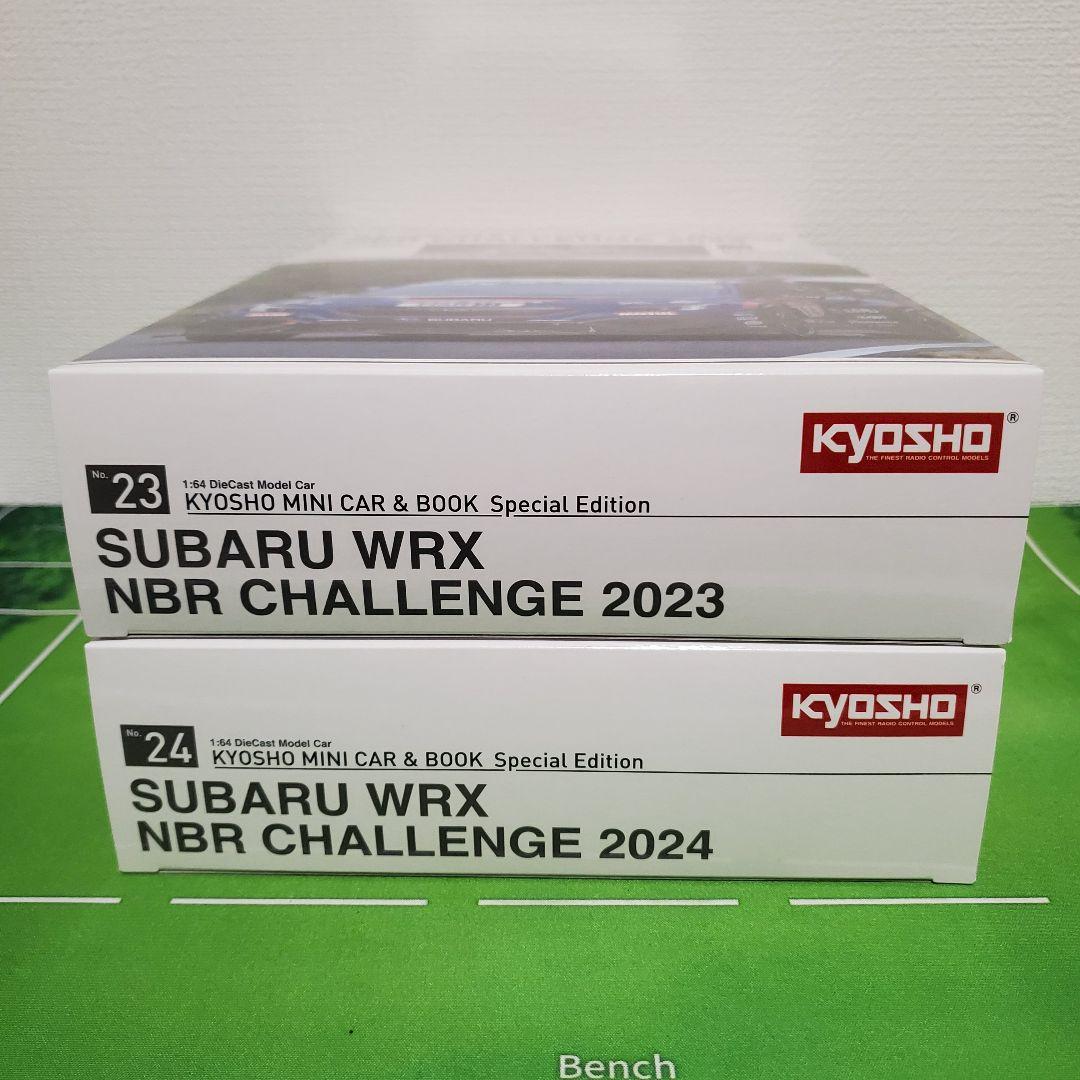 SUBARU
KYOSHO ®
THE FINEST RADIO CONTROL MODELS
No. 23
1:64 DieCast Model Car
KYOSHO MINI CAR & BOOK Special Edition
SUBARU WRX
NBR CHALLENGE 2023
KYOSHO ®
THE FINEST RADIO CONTROL MODELS
No. 24
1:64 DieCast Model Car
KYOSHO MINI CAR & BOOK Special Edition
SUBARU WRX
NBR CHALLENGE 2024
Bench